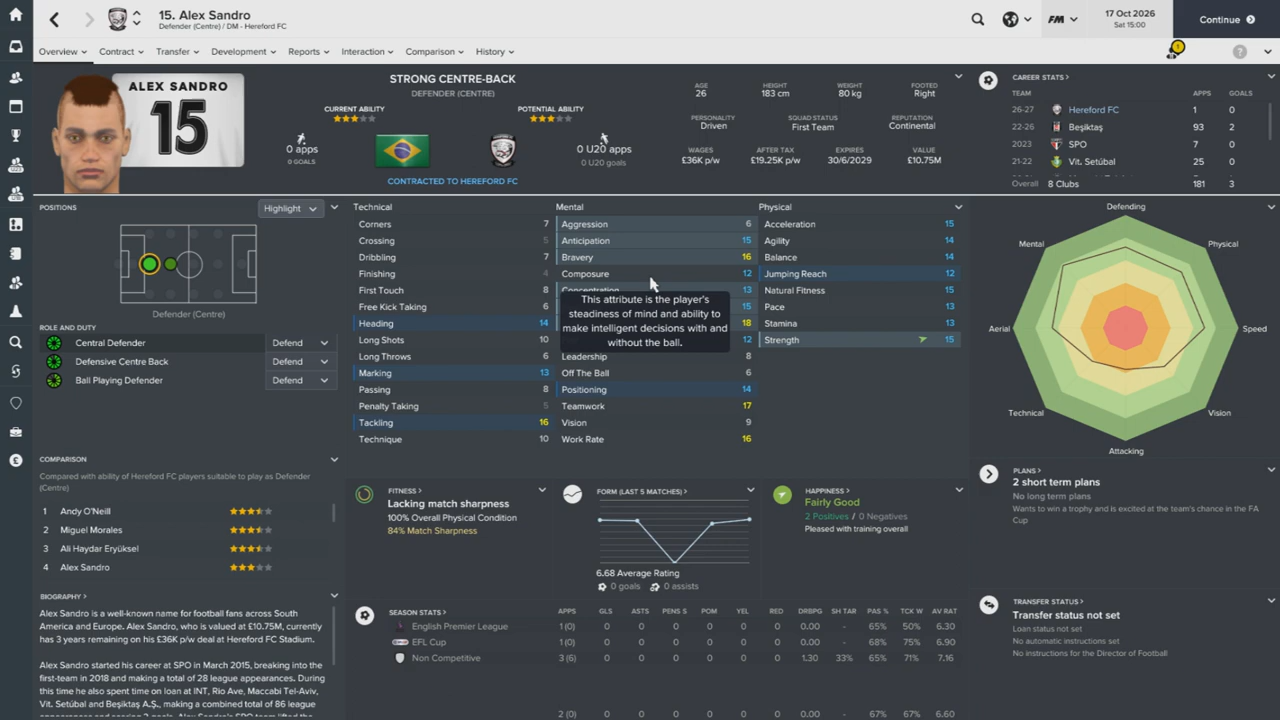 15. Alex Sandro
Defender (Centre) / DM - Hereford FC
FM
17 Oct 2026
Sat 15:00
Continue
Overview
Contract
Transfer
Development
Reports
Interaction
Comparison
History
1
?
ALEX SANDRO
15
STRONG CENTRE-BACK
DEFENDER (CENTRE)
CURRENT ABILITY
POTENTIAL ABILITY
0 apps
0 GOALS
0 U20 apps
0 U20 goals
CONTRACTED TO HEREFORD FC
AGE
26
HEIGHT
183 cm
WEIGHT
80 kg
FOOTED
Right
PERSONALITY
Driven
SQUAD STATUS
First Team
REPUTATION
Continental
WAGES
£36K p/w
AFTER TAX
£19.25K p/w
EXPIRES
30/6/2029
VALUE
£10.75M
CAREER STATS >
TEAM APPS GOALS
26-27 Hereford FC 1 0
22-26 Beşiktaş 93 2
2023 SPO 7 0
21-22 Vit. Setúbal 25 0
Overall 8 Clubs 181 3
POSITIONS
Highlight
Defender (Centre)
ROLE AND DUTY
Central Defender Defend
Defensive Centre Back Defend
Ball Playing Defender Defend
Technical
Corners 7
Crossing 5
Dribbling 7
Finishing 4
First Touch 8
Free Kick Taking 6
Heading 14
Long Shots 10
Long Throws 6
Marking 13
Passing 8
Penalty Taking 5
Tackling 16
Technique 10
Mental
Aggression 6
Anticipation 15
Bravery 16
Composure 12
Concentration 13
15
18
12
This attribute is the player's
steadiness of mind and ability to
make intelligent decisions with and
without the ball.
Leadership 8
Off The Ball 6
Positioning 14
Teamwork 17
Vision 9
Work Rate 16
Physical
Acceleration 15
Agility 14
Balance 14
Jumping Reach 12
Natural Fitness 15
Pace 13
Stamina 13
Strength 15
Defending
Physical
Speed
Vision
Attacking
Technical
Aerial
Mental
COMPARISON >
Compared with ability of Hereford FC players suitable to play as Defender
(Centre)
1 Andy O'Neill
2 Miguel Morales
3 Ali Haydar Eryüksel
4 Alex Sandro
BIOGRAPHY >
Alex Sandro is a well-known name for football fans across South
America and Europe. Alex Sandro, who is valued at £10.75M, currently
has 3 years remaining on his £36K p/w deal at Hereford FC Stadium.
Alex Sandro started his career at SPO in March 2015, breaking into the
first-team in 2018 and making a total of 28 league appearances. During
this time he also spent time on loan at INT, Rio Ave, Maccabi Tel-Aviv,
Vit. Setúbal and Beşiktaş A.Ş., making a combined total of 86 league
FITNESS >
Lacking match sharpness
100% Overall Physical Condition
84% Match Sharpness
FORM (LAST 5 MATCHES) >
6.68 Average Rating
0 goals 0 assists
HAPPINESS >
Fairly Good
2 Positives / 0 Negatives
Pleased with training overall
PLANS >
2 short term plans
No long term plans
Wants to win a trophy and is excited at the team's chance in the FA
Cup
SEASON STATS > APPS GLS ASTS PENS S POM YEL RED DRBPG SH TAR PAS % TCK W AV RAT
English Premier League 1 (0) 0 0 0 0 0 0 0.00 - 65% 50% 6.30
EFL Cup 1 (0) 0 0 0 0 0 0 0.00 - 68% 75% 6.90
Non Competitive 3 (6) 0 0 0 0 0 0 1.30 33% 65% 71% 7.16
2 (0) 0 0 0 0 0 0 0.00 - 67% 67% 6.60
TRANSFER STATUS >
Transfer status not set
Loan status not set
No automatic instructions set
No instructions for the Director of Football